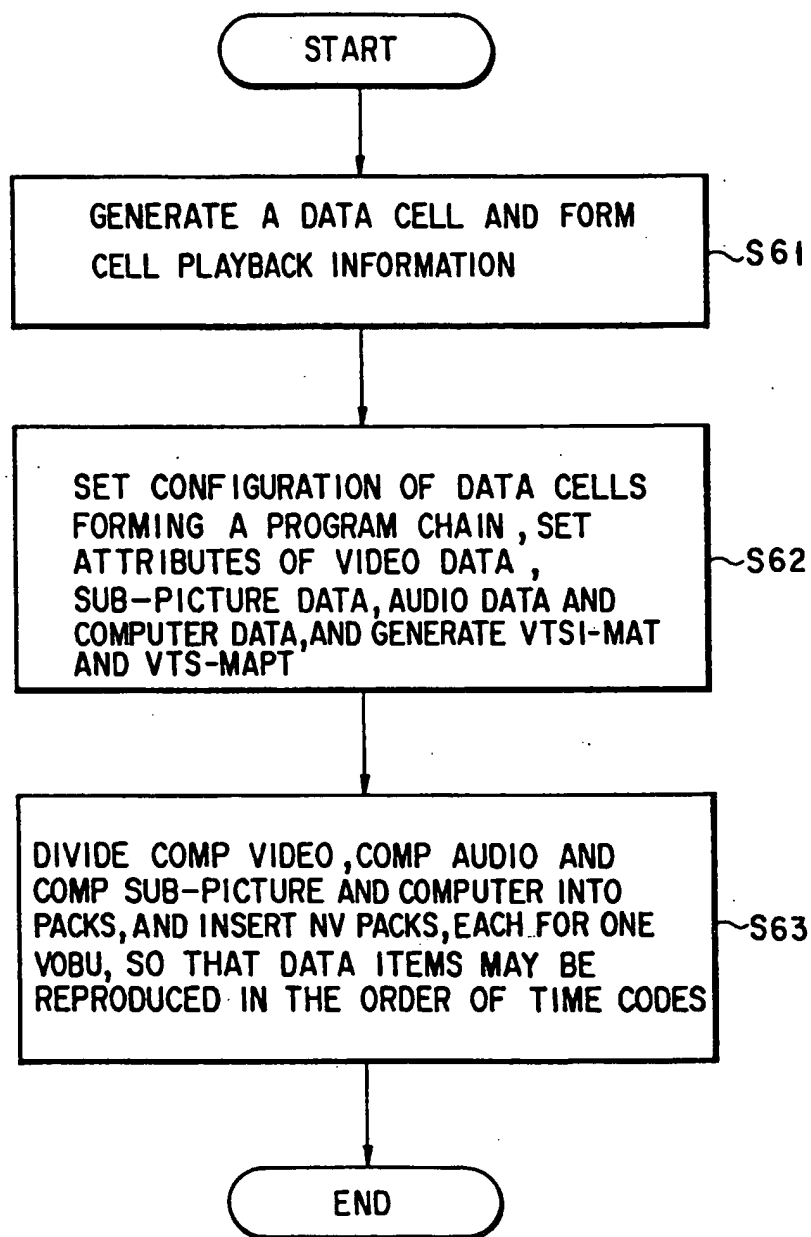 START
GENERATE A DATA CELL AND FORM
CELL PLAYBACK INFORMATION
S61
SET CONFIGURATION OF DATA CELLS
FORMING A PROGRAM CHAIN, SET
ATTRIBUTES OF VIDEO DATA,
SUB-PICTURE DATA, AUDIO DATA AND
COMPUTER DATA, AND GENERATE VTSI-MAT
AND VTS-MAPT
S62
DIVIDE COMP VIDEO, COMP AUDIO AND
COMP SUB-PICTURE AND COMPUTER INTO
PACKS, AND INSERT NV PACKS, EACH FOR ONE
VOBU, SO THAT DATA ITEMS MAY BE
REPRODUCED IN THE ORDER OF TIME CODES
S63
END